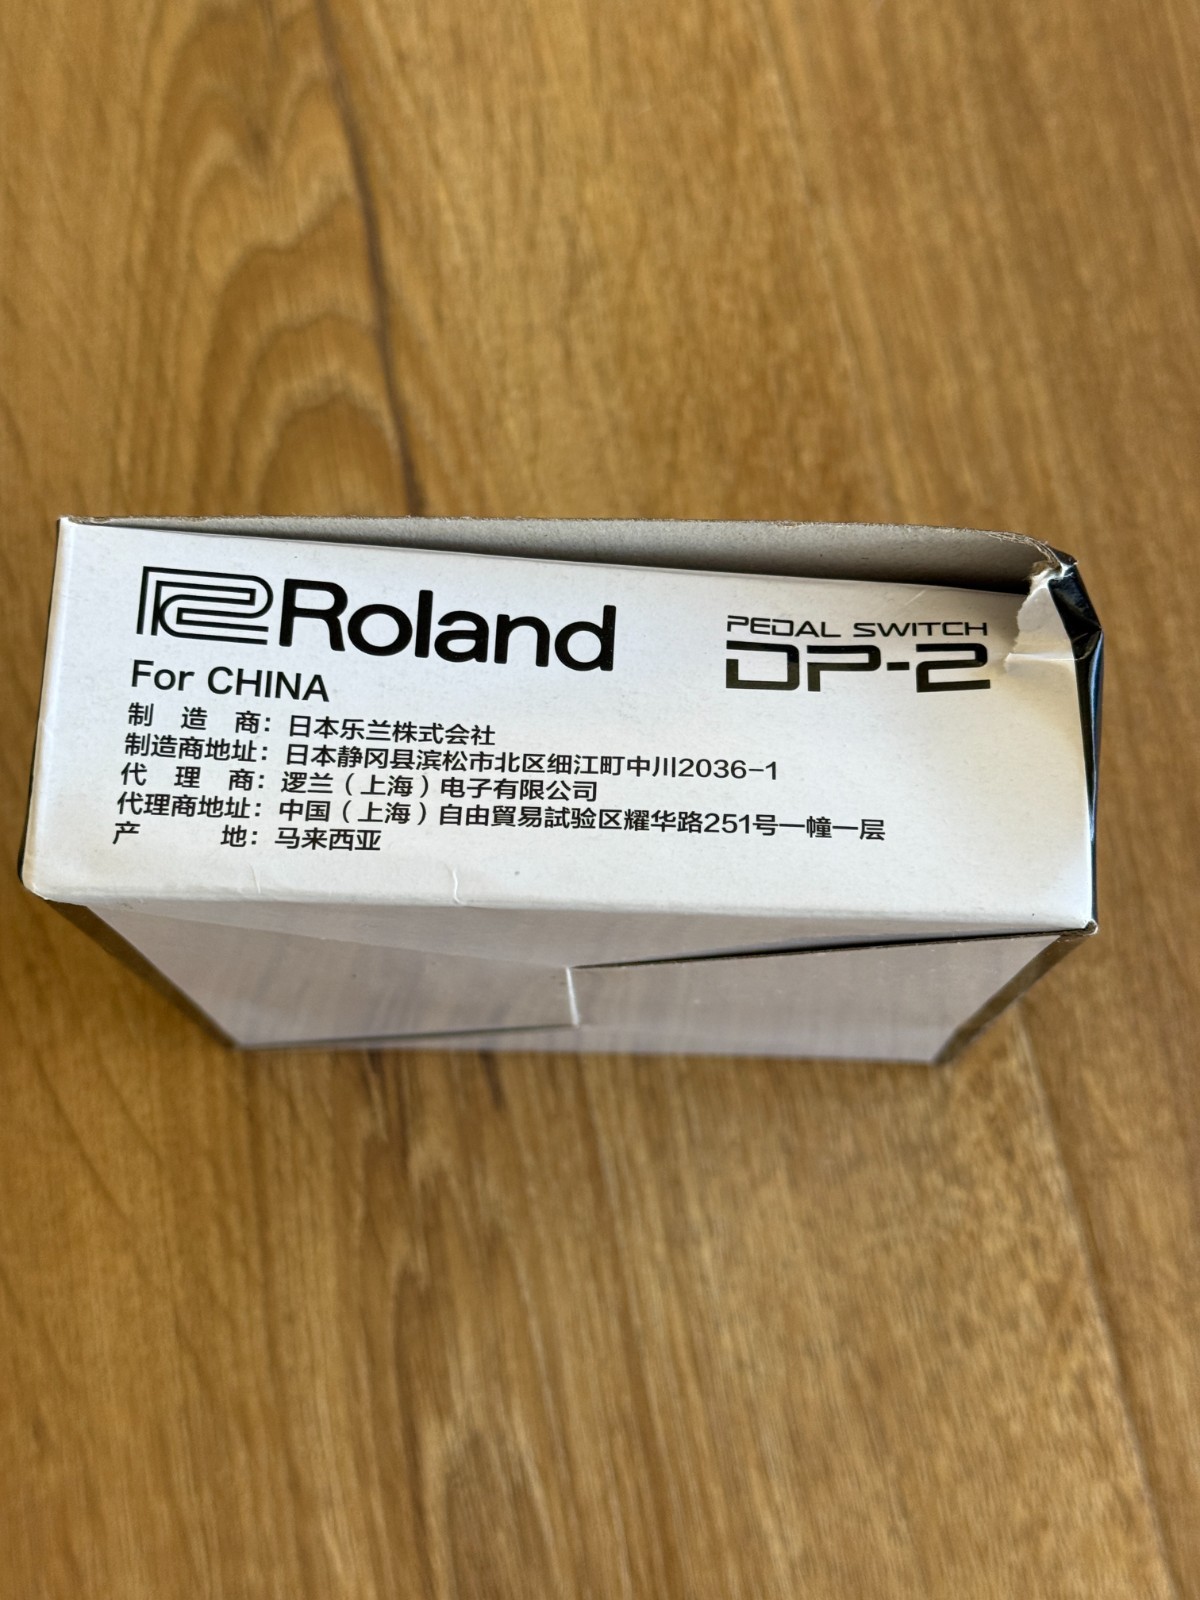 Roland
PEDAL SWITCH
DP-2
For CHINA
制 造 商：日本乐兰株式会社
制造商地址：日本静冈县滨松市北区细江町中川2036-1
代 理 商：逻兰（上海）电子有限公司
代理商地址：中国（上海）自由貿易試验区耀华路251号一幢一层
产 地：马来西亚